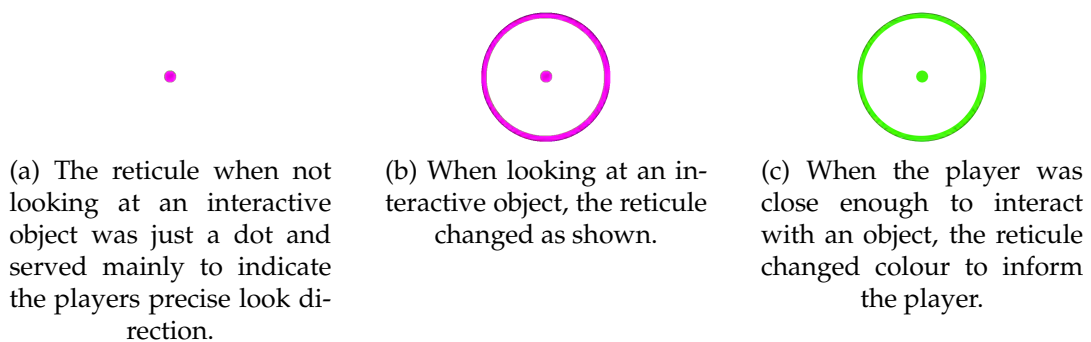 (a) The reticule when not
looking at an interactive
object was just a dot and
served mainly to indicate
the players precise look di-
rection.
(b) When looking at an in-
teractive object, the reticule
changed as shown.
(c) When the player was
close enough to interact
with an object, the reticule
changed colour to inform
the player.